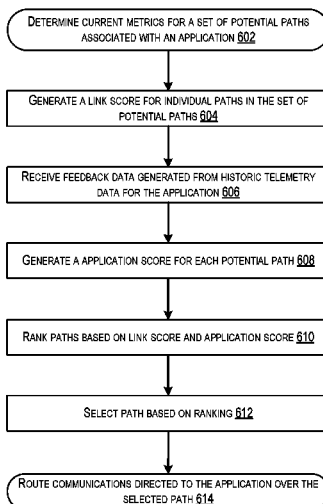 DETERMINE CURRENT METRICS FOR A SET OF POTENTIAL PATHS
ASSOCIATED WITH AN APPLICATION 602
GENERATE A LINK SCORE FOR INDIVIDUAL PATHS IN THE SET OF
POTENTIAL PATHS 604
RECEIVE FEEDBACK DATA GENERATED FROM HISTORIC TELEMETRY
DATA FOR THE APPLICATION 606
GENERATE A APPLICATION SCORE FOR EACH POTENTIAL PATH 608
RANK PATHS BASED ON LINK SCORE AND APPLICATION SCORE 610
SELECT PATH BASED ON RANKING 612
ROUTE COMMUNICATIONS DIRECTED TO THE APPLICATION OVER THE
SELECTED PATH 614